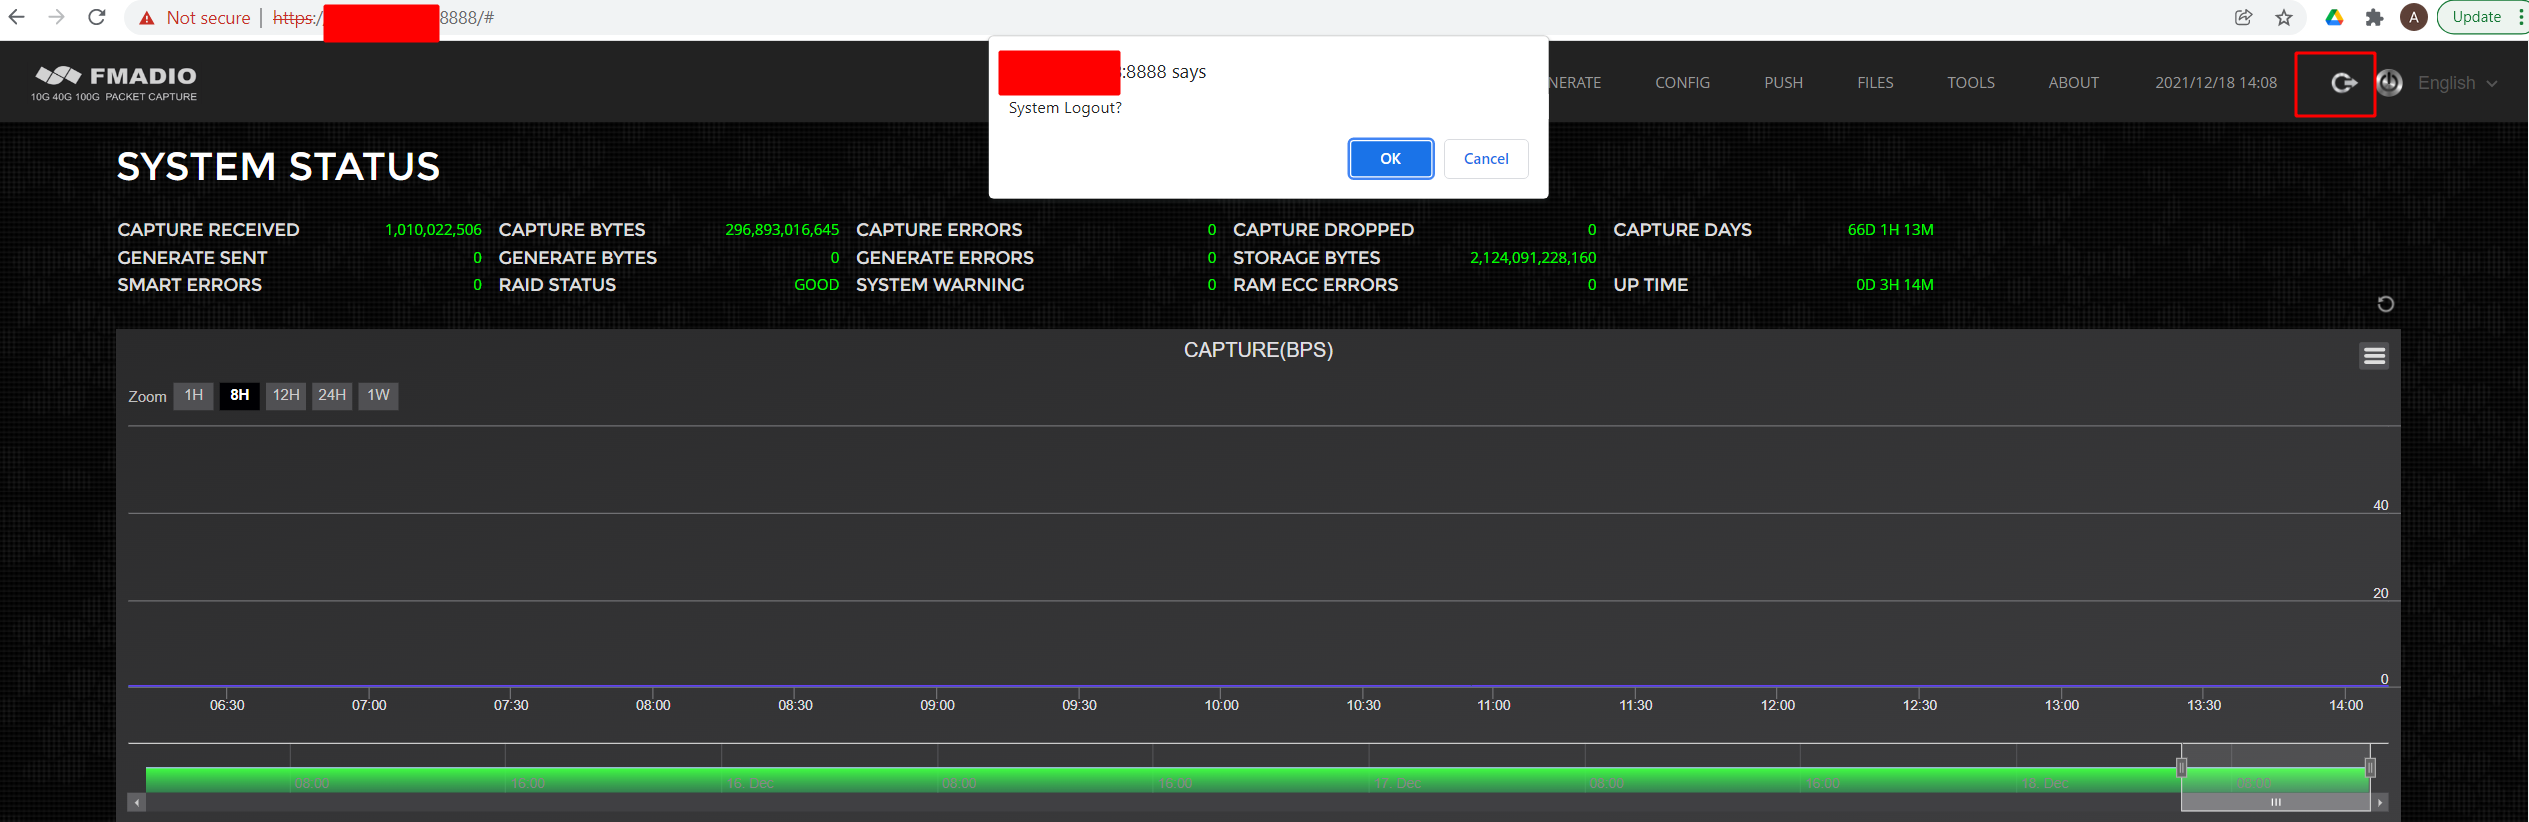 Not secure https:/ 8888/# A Update
:8888 says
System Logout?
OK Cancel
FMADIO
10G 40G 100G PACKET CAPTURE
NERATE CONFIG PUSH FILES TOOLS ABOUT 2021/12/18 14:08 English
SYSTEM STATUS
CAPTURE RECEIVED 1,010,022,506 CAPTURE BYTES 296,893,016,645 CAPTURE ERRORS 0 CAPTURE DROPPED 0 CAPTURE DAYS 66D 1H 13M
GENERATE SENT 0 GENERATE BYTES 0 GENERATE ERRORS 0 STORAGE BYTES 2,124,091,228,160
SMART ERRORS 0 RAID STATUS GOOD SYSTEM WARNING 0 RAM ECC ERRORS 0 UP TIME 0D 3H 14M
CAPTURE(BPS)
Zoom 1H 8H 12H 24H 1W
40
20
0
06:30 07:00 07:30 08:00 08:30 09:00 09:30 10:00 10:30 11:00 11:30 12:00 12:30 13:00 13:30 14:00
08:00 16:00 16. Dec 08:00 16:00 17. Dec 08:00 16:00 18. Dec 08:00